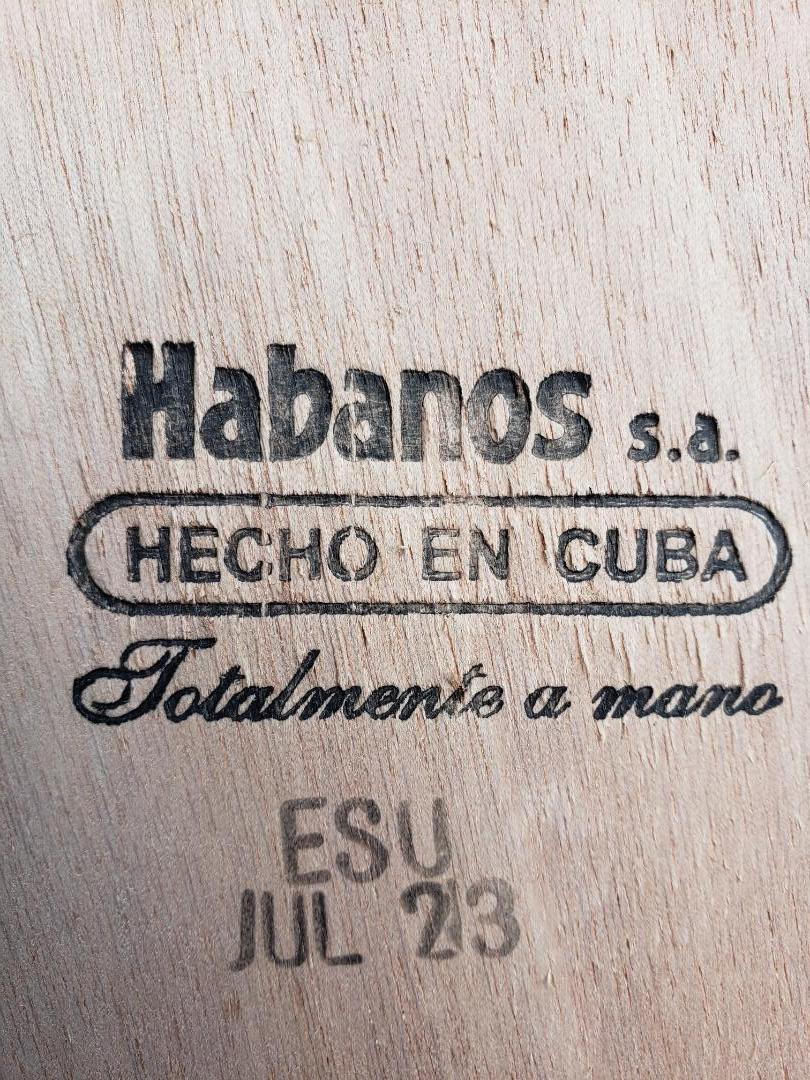 Habanos s.a.
HECHO EN CUBA
Totalmente a mano
ESU
JUL 23